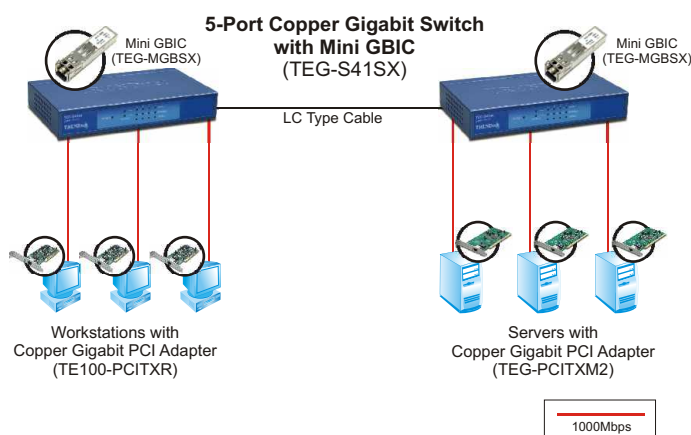 5-Port Copper Gigabit Switch
with Mini GBIC
(TEG-S41SX)
Mini GBIC
(TEG-MGBSX)
Mini GBIC
(TEG-MGBSX)
LC Type Cable
TRENDnet
TRENDnet
Workstations with
Copper Gigabit PCI Adapter
(TE100-PCITXR)
Servers with
Copper Gigabit PCI Adapter
(TEG-PCITXM2)
1000Mbps